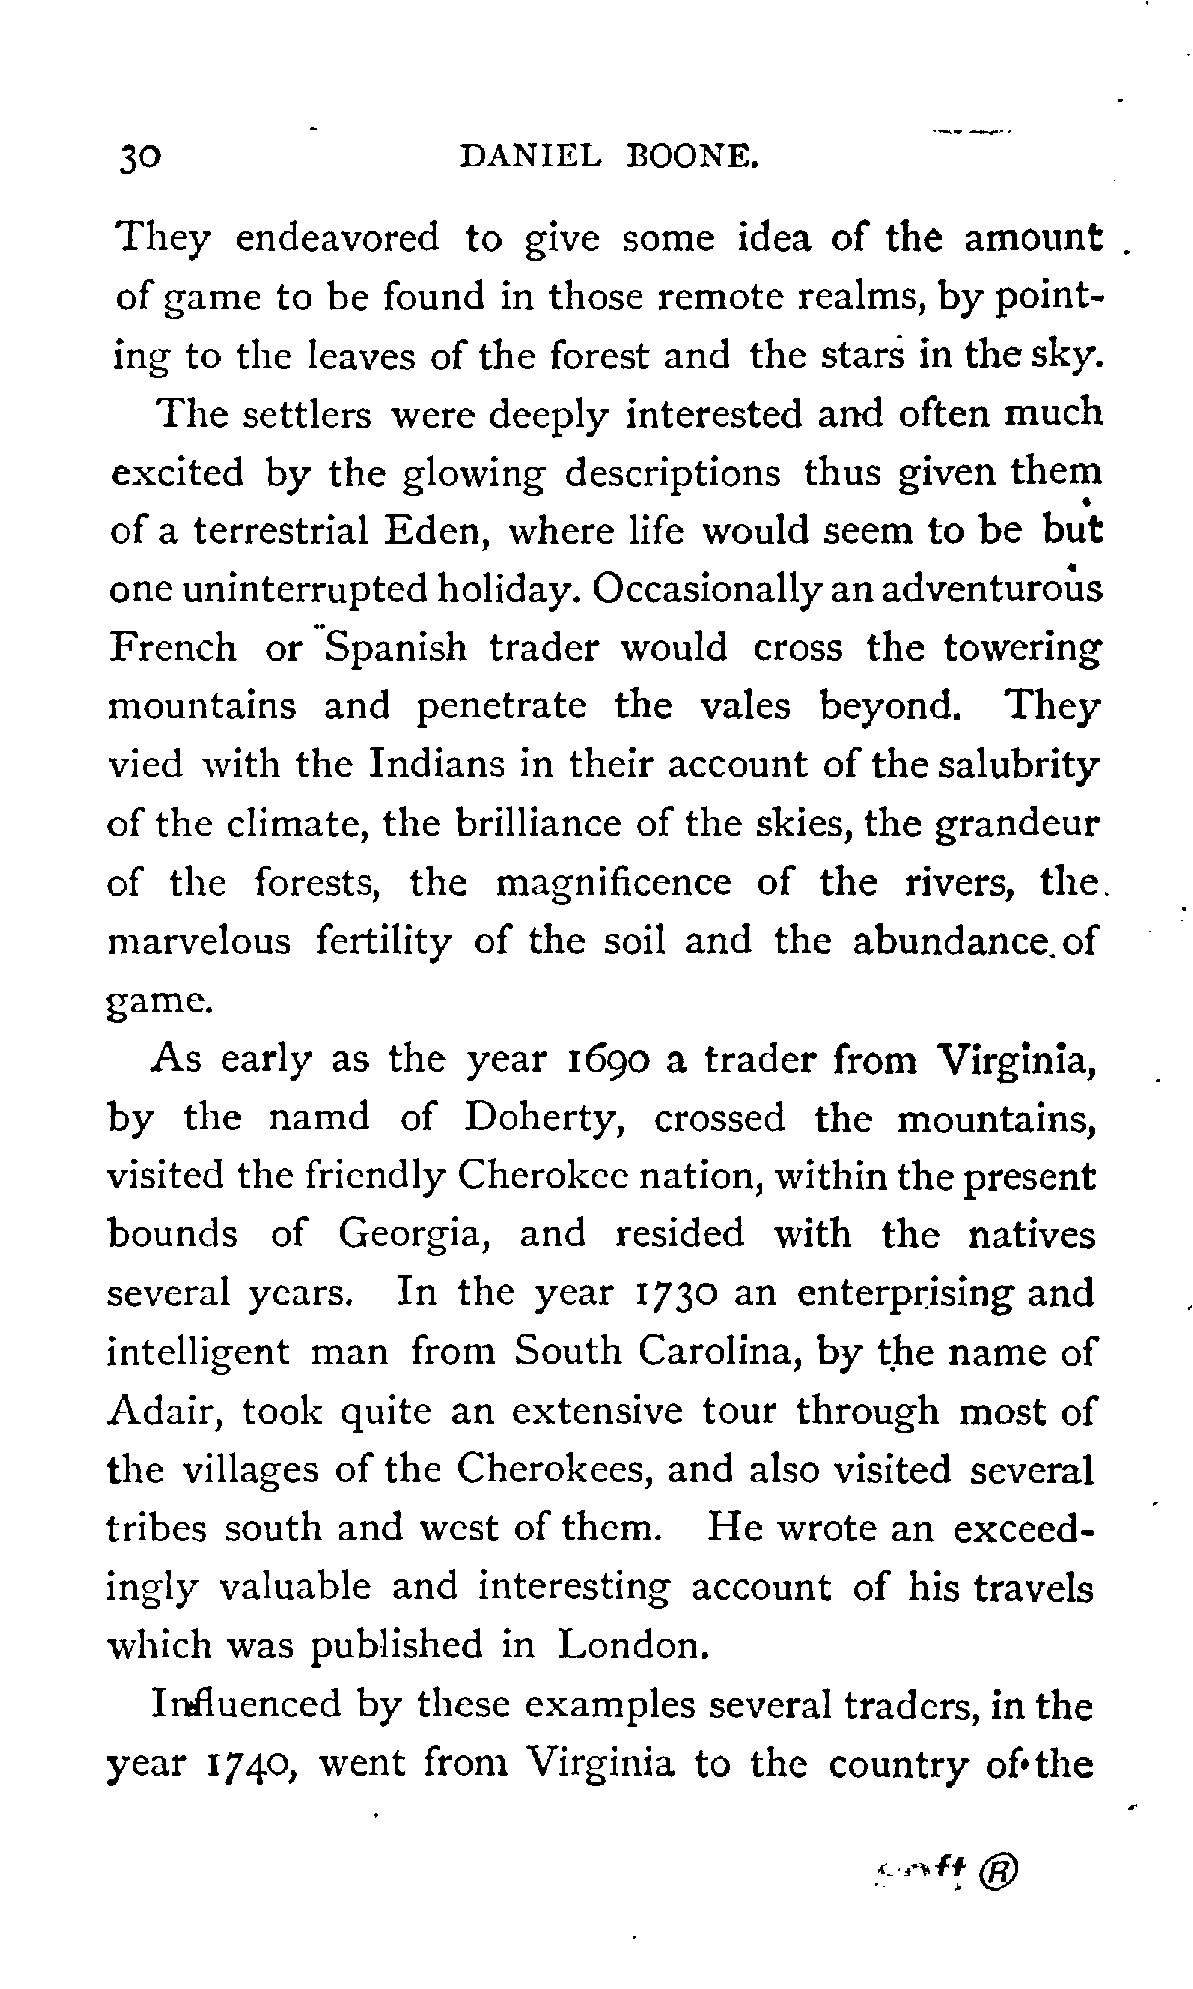 30 DANIEL BOONE.
They endeavored to give some idea of the amount
of game to be found in those remote realms, by point-
ing to the leaves of the forest and the stars in the sky.
The settlers were deeply interested and often much
excited by the glowing descriptions thus given them
of a terrestrial Eden, where life would seem to be but
one uninterrupted holiday. Occasionally an adventurous
French or Spanish trader would cross the towering
mountains and penetrate the vales beyond. They
vied with the Indians in their account of the salubrity
of the climate, the brilliance of the skies, the grandeur
of the forests, the magnificence of the rivers, the
marvelous fertility of the soil and the abundance of
game.
As early as the year 1690 a trader from Virginia,
by the namd of Doherty, crossed the mountains,
visited the friendly Cherokee nation, within the present
bounds of Georgia, and resided with the natives
several years. In the year 1730 an enterprising and
intelligent man from South Carolina, by the name of
Adair, took quite an extensive tour through most of
the villages of the Cherokees, and also visited several
tribes south and west of them. He wrote an exceed-
ingly valuable and interesting account of his travels
which was published in London.
Influenced by these examples several traders, in the
year 1740, went from Virginia to the country of the
®